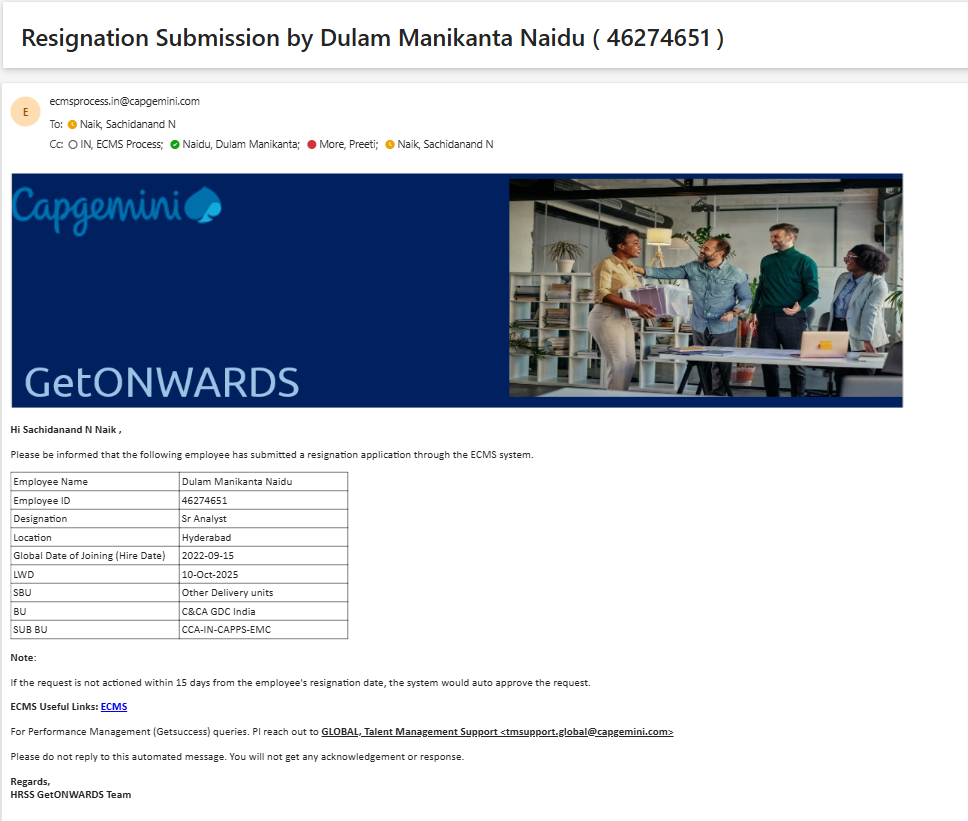 Resignation Submission by Dulam Manikanta Naidu ( 46274651 )
E
ecmsprocess.in@capgemini.com
To: Naik, Sachidanand N
Cc: IN, ECMS Process; Naidu, Dulam Manikanta; More, Preeti; Naik, Sachidanand N
Capgemini
GetONWARDS
Hi Sachidanand N Naik ,
Please be informed that the following employee has submitted a resignation application through the ECMS system.
Employee Name Dulam Manikanta Naidu
Employee ID 46274651
Designation Sr Analyst
Location Hyderabad
Global Date of Joining (Hire Date) 2022-09-15
LWD 10-Oct-2025
SBU Other Delivery units
BU C&CA GDC India
SUB BU CCA-IN-CAPPS-EMC
Note:
If the request is not actioned within 15 days from the employee's resignation date, the system would auto approve the request.
ECMS Useful Links: ECMS
For Performance Management (Getsuccess) queries. Pl reach out to GLOBAL, Talent Management Support <tmsupport.global@capgemini.com>
Please do not reply to this automated message. You will not get any acknowledgement or response.
Regards,
HRSS GetONWARDS Team